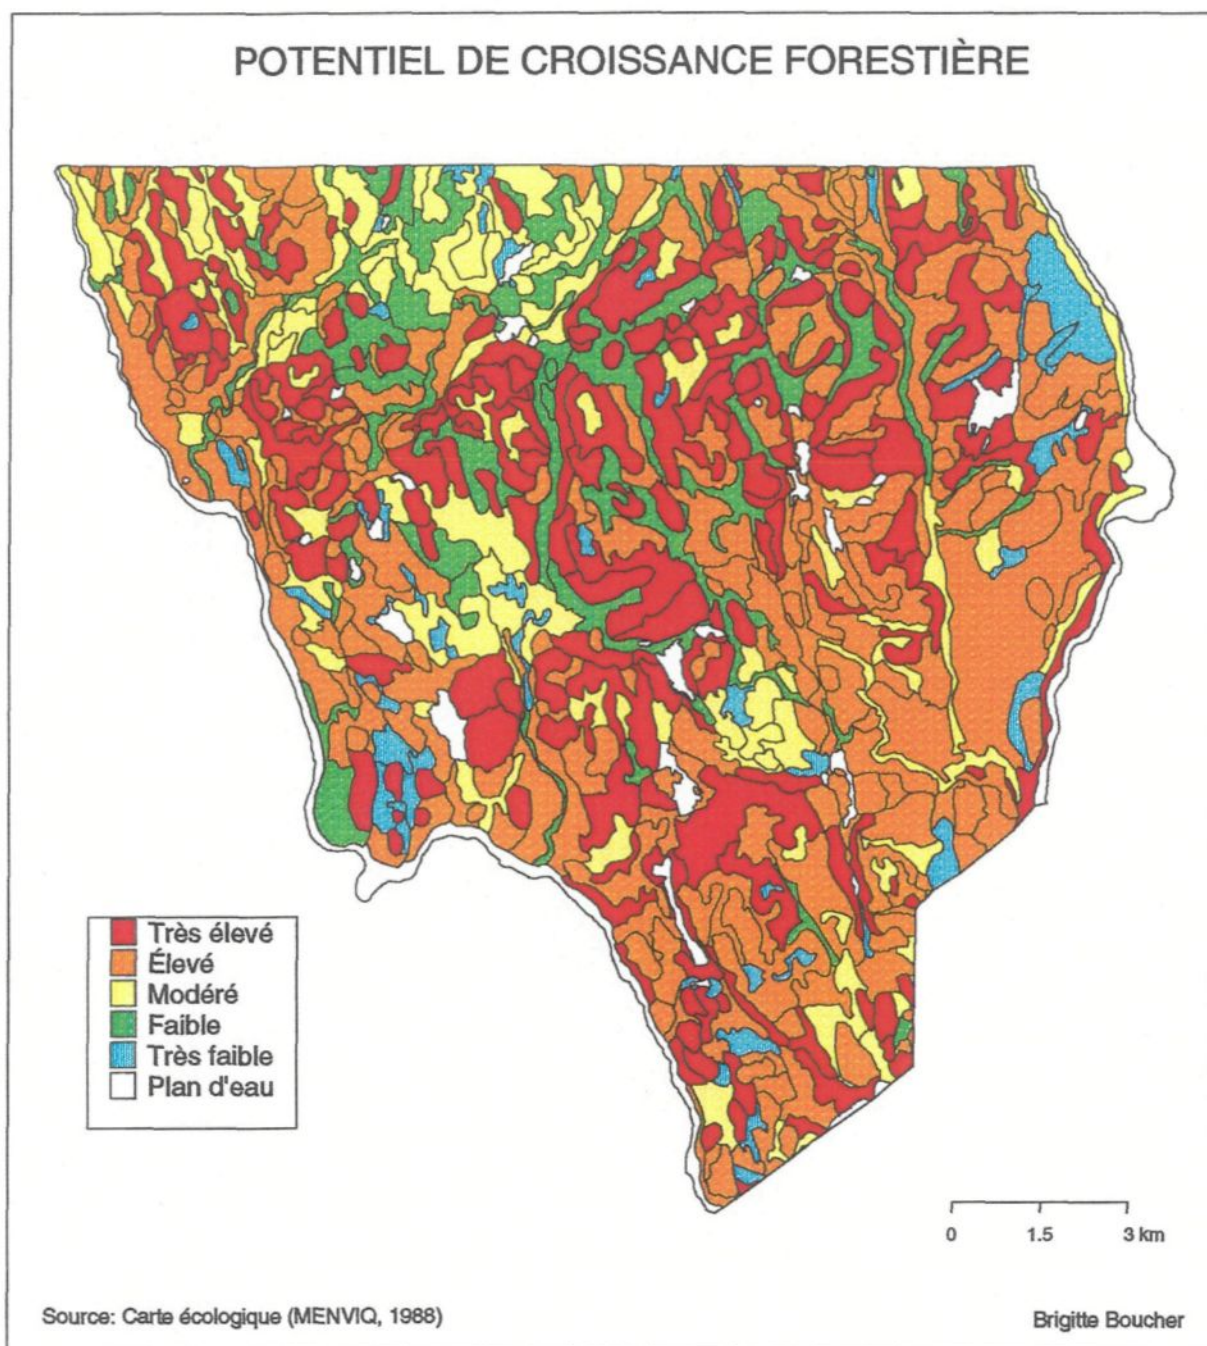 POTENTIEL DE CROISSANCE FORESTIÈRE
Très élevé
Élevé
Modéré
Faible
Très faible
Plan d'eau
0 1.5 3 km
Source: Carte écologique (MENVIQ, 1988)
Brigitte Boucher